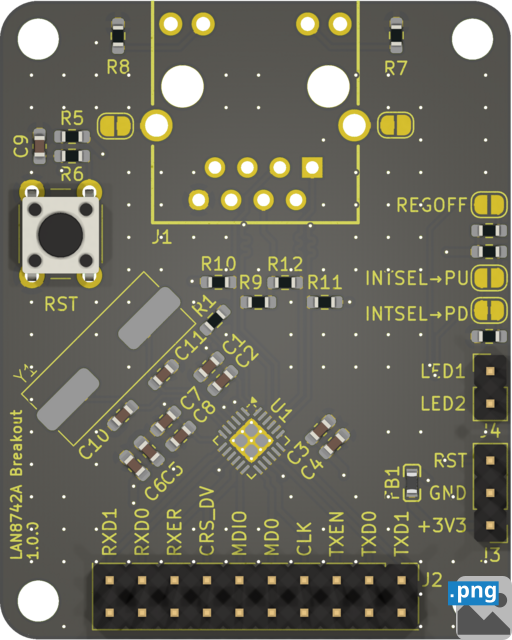 R8
R7
R5
C9
R6
J1
REGOFF
R10
R12
R9
R11
INTSEL→PU
INTSEL→PD
RST
R1
C11
C1
C2
Y1
LED1
LED2
C7
C8
U1
C10
C3
C4
J4
C6
C5
RST
FB1
GND
+3V3
J3
LAN8742A Breakout
1.0.0
RXD1
RXD0
RXER
CRS_DV
MDIO
MD0
CLK
TXEN
TXD0
TXD1
J2
.png